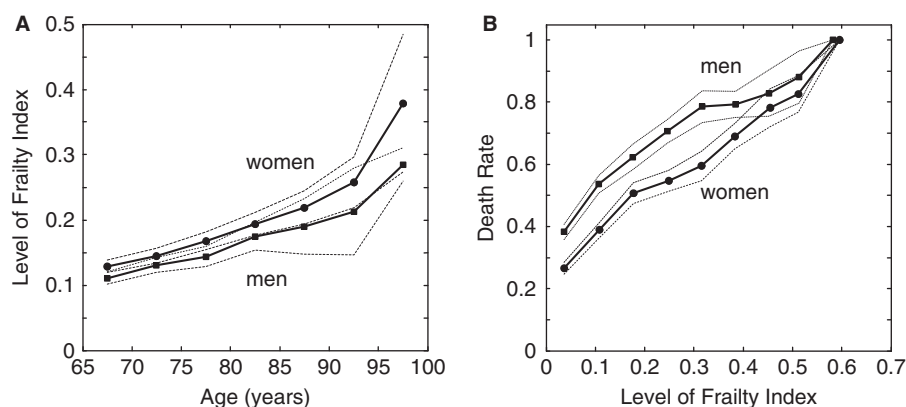 A
0.5
0.4
0.3
0.2
0.1
0
Level of Frailty Index
women
men
65 70 75 80 85 90 95 100
Age (years)
B
1
0.8
0.6
0.4
0.2
0
Death Rate
men
women
0 0.1 0.2 0.3 0.4 0.5 0.6 0.7
Level of Frailty Index